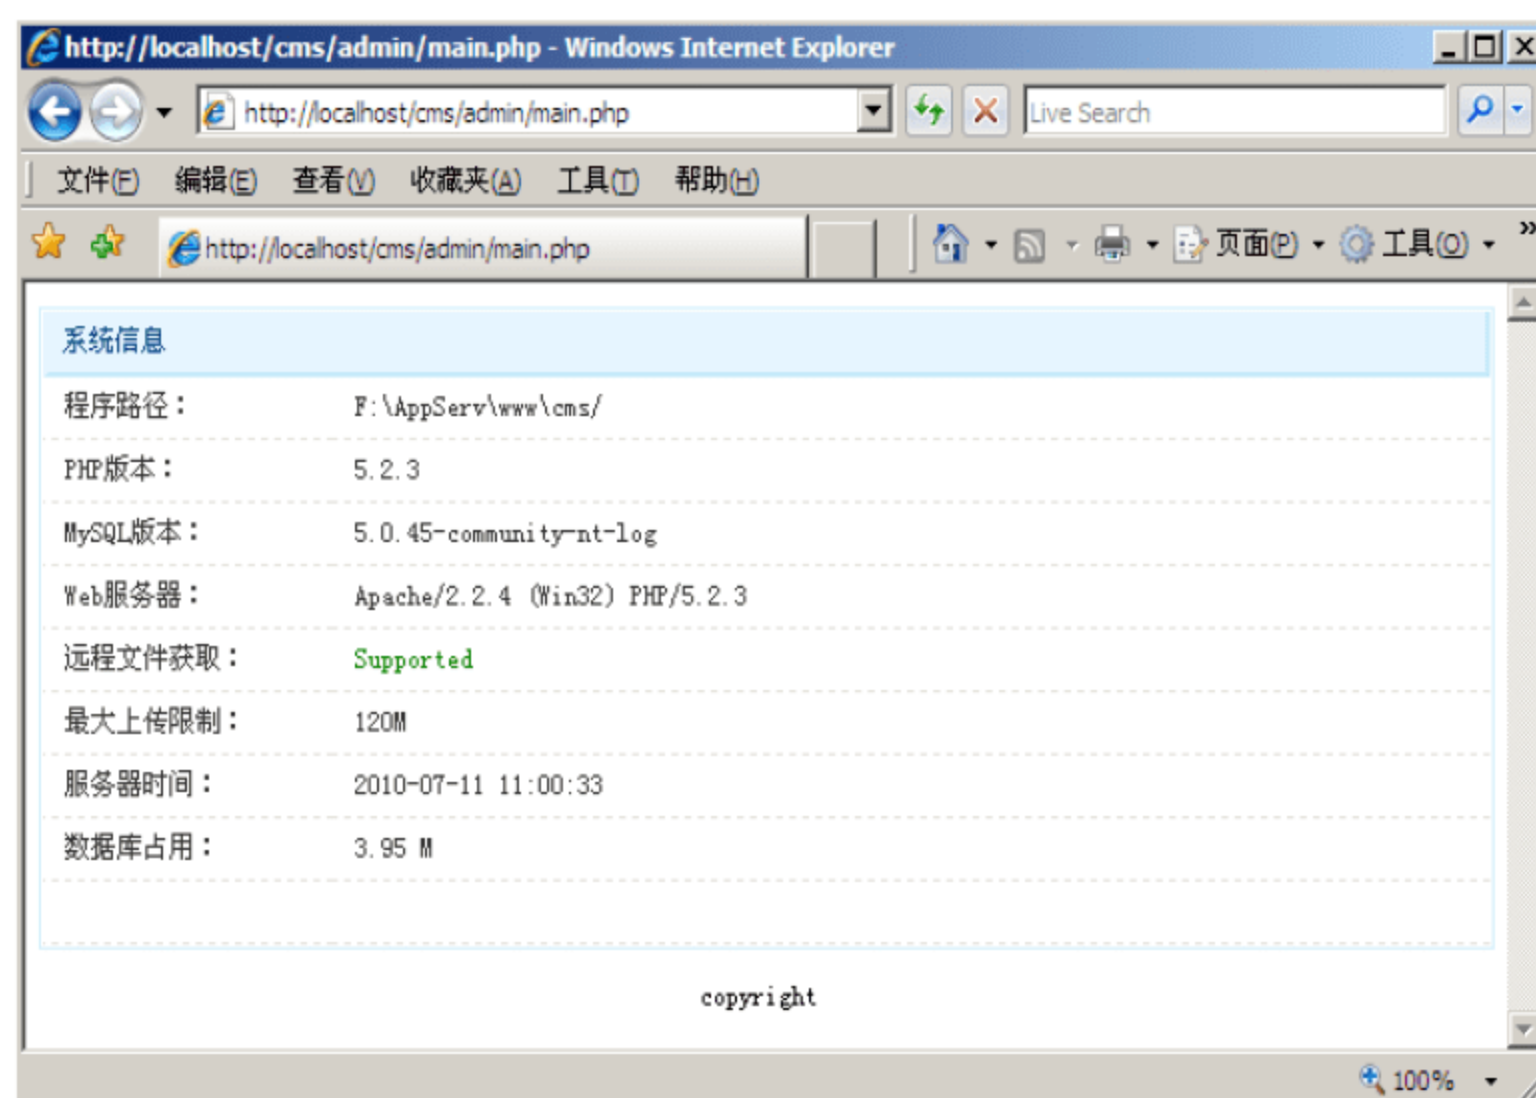 http://localhost/cms/admin/main.php - Windows Internet Explorer
http://localhost/cms/admin/main.php Live Search
文件(F) 编辑(E) 查看(V) 收藏夹(A) 工具(T) 帮助(H)
http://localhost/cms/admin/main.php 页面(P) 工具(O) »
系统信息
程序路径： F:\AppServ\www\cms/
PHP版本： 5.2.3
MySQL版本： 5.0.45-community-nt-log
Web服务器： Apache/2.2.4 (Win32) PHP/5.2.3
远程文件获取： Supported
最大上传限制： 120M
服务器时间： 2010-07-11 11:00:33
数据库占用： 3.95 M
copyright
100%